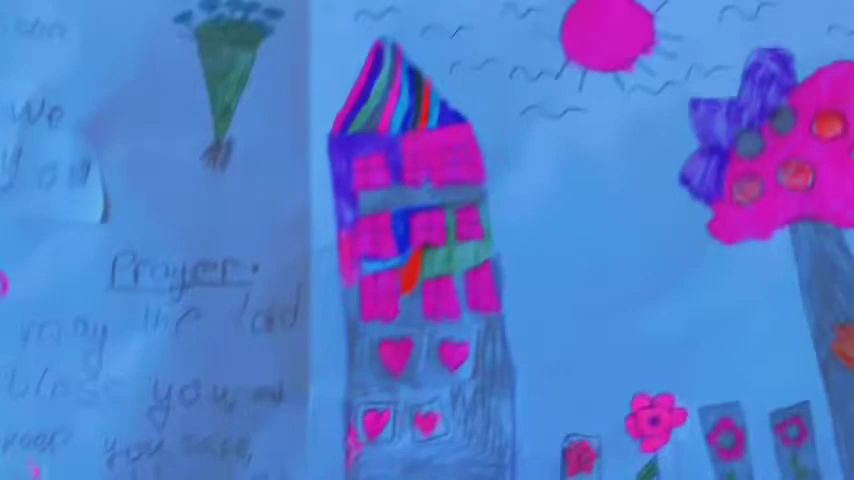 We
you
Prayer.
may the lord
bless you, and
keep you safe,